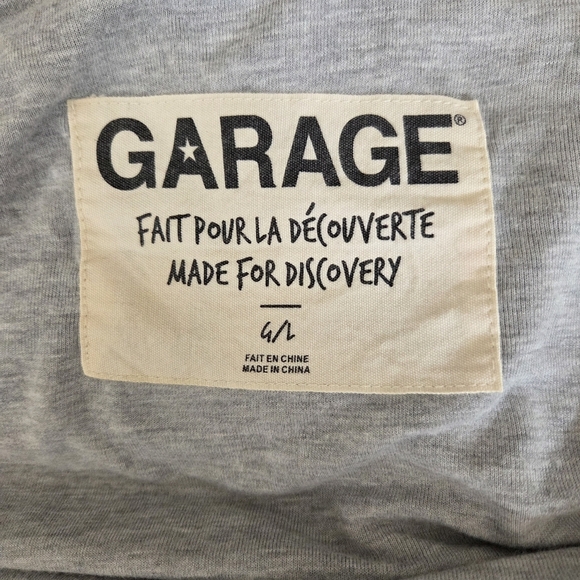 GARAGE®
FAIT POUR LA DÉCOUVERTE
MADE FOR DISCOVERY
G/L
FAIT EN CHINE
MADE IN CHINA